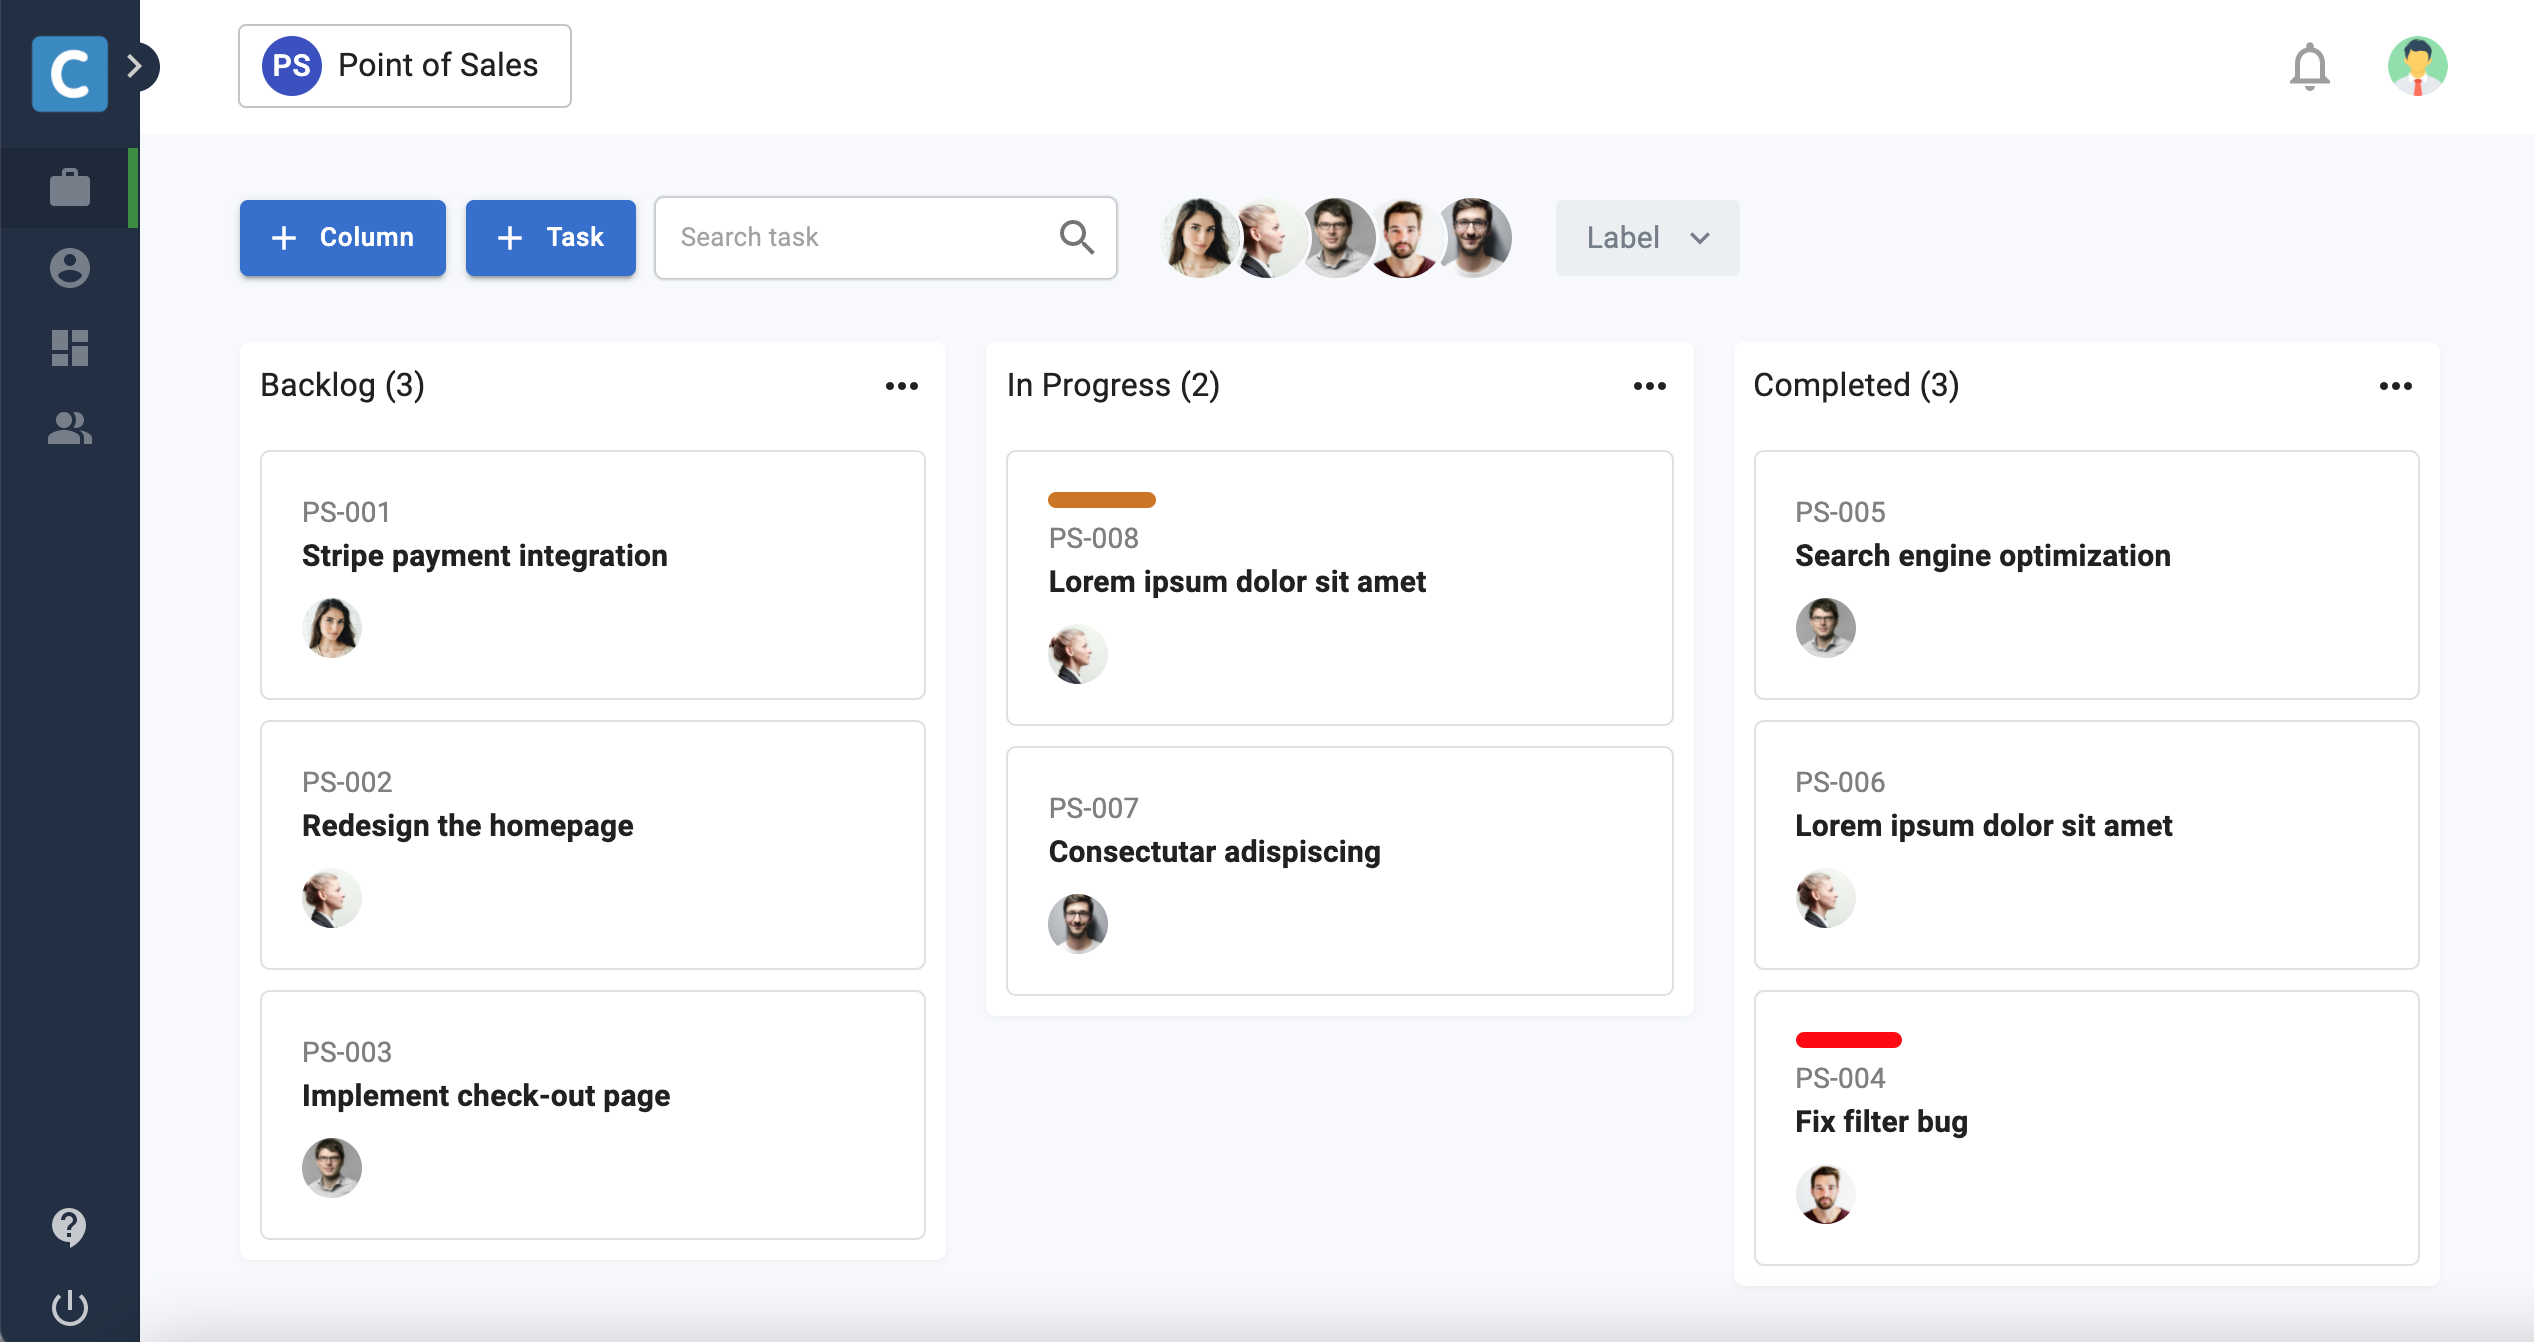 C
PS Point of Sales
+ Column
+ Task
Search task
Label
Backlog (3)
PS-001
Stripe payment integration
PS-002
Redesign the homepage
PS-003
Implement check-out page
In Progress (2)
PS-008
Lorem ipsum dolor sit amet
PS-007
Consectutar adispiscing
Completed (3)
PS-005
Search engine optimization
PS-006
Lorem ipsum dolor sit amet
PS-004
Fix filter bug